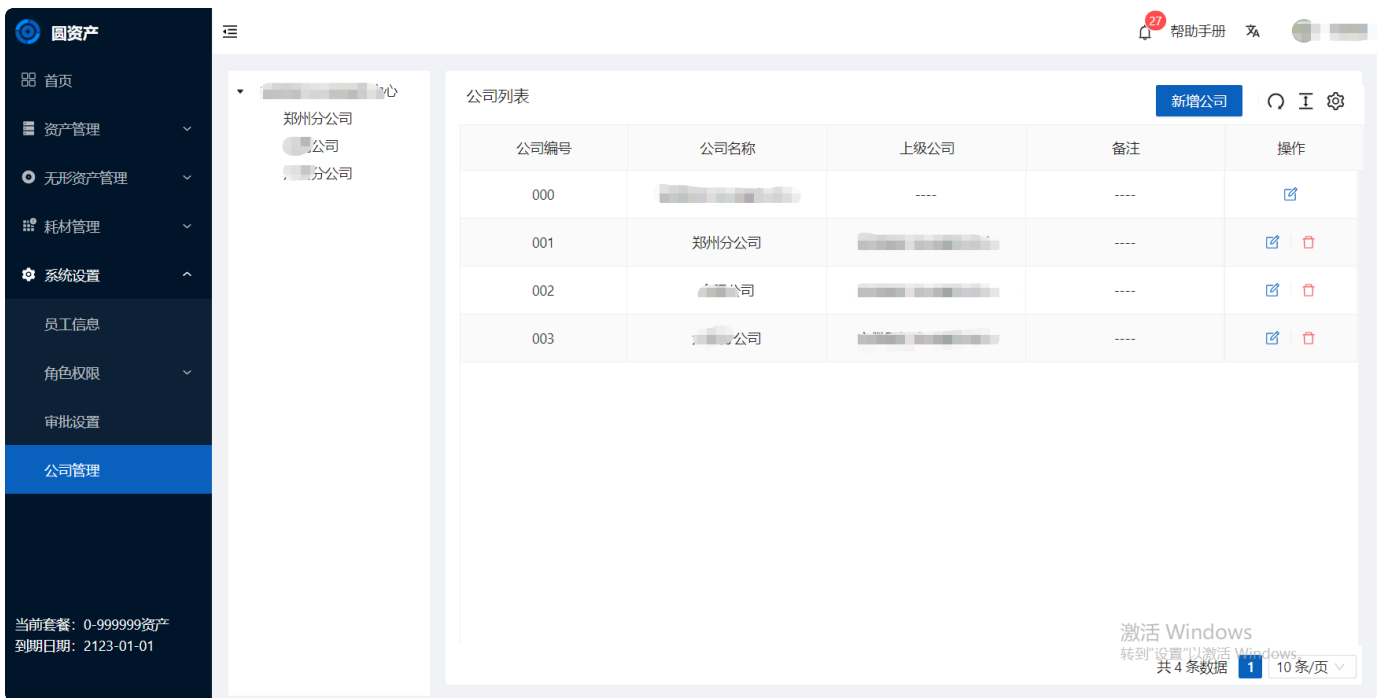 圆资产
27
帮助手册
首页
资产管理
无形资产管理
耗材管理
系统设置
员工信息
角色权限
审批设置
公司管理
当前套餐：0-999999资产
到期日期：2123-01-01
心
郑州分公司
公司
分公司
公司列表
新增公司
公司编号 公司名称 上级公司 备注 操作
000 ---- ----
001 郑州分公司 ----
002 公司 ----
003 公司 ----
激活 Windows
转到"设置"以激活 Windows。
共 4 条数据 1 10 条/页